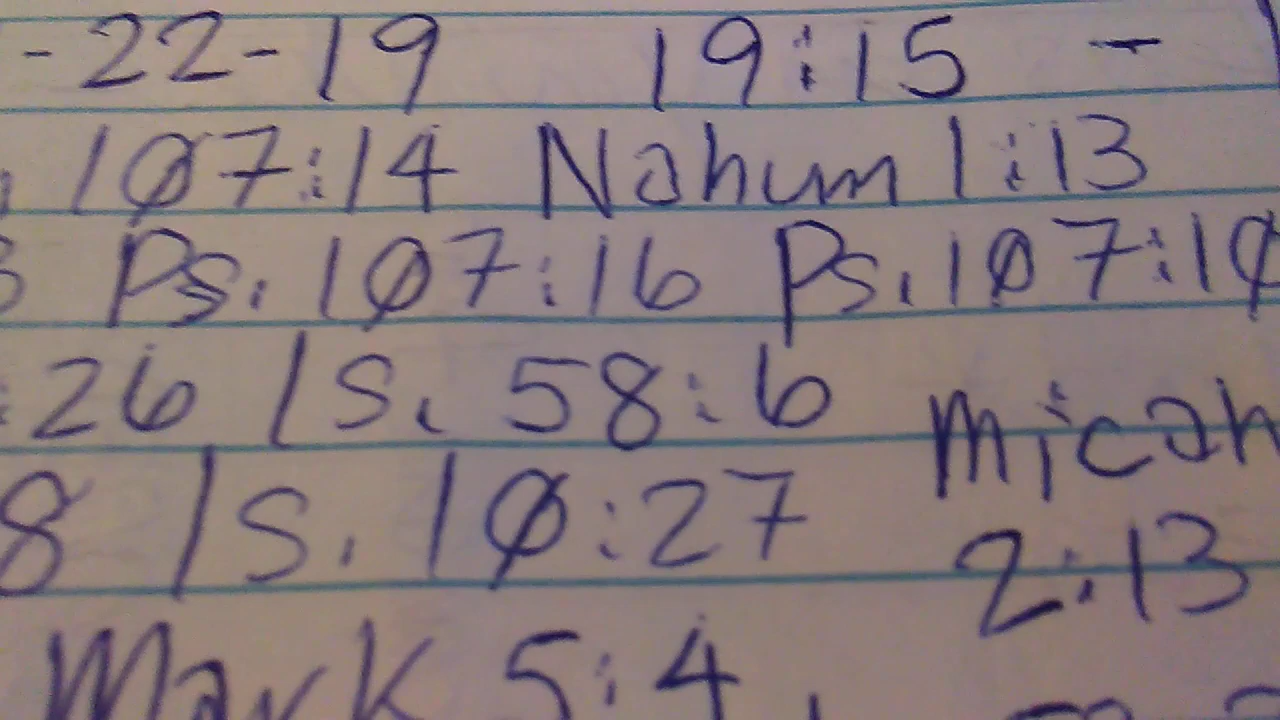 -22-19 19:15 -
107:14 Nahum 1:13
Ps. 107:16 Ps. 107:10
:26 Is. 58:6 Micah
8 Is. 10:27 2:13
Mark 5:4